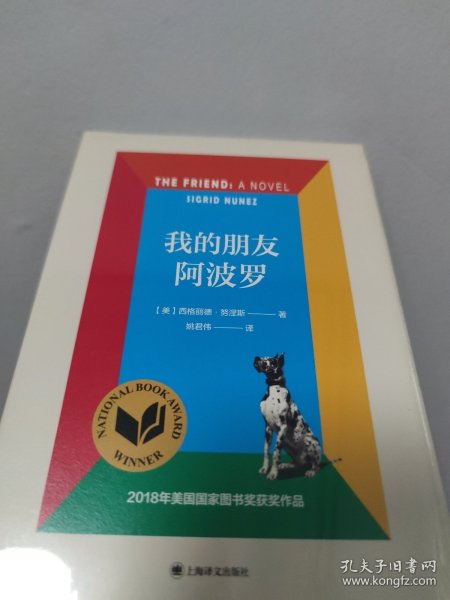 THE FRIEND: A NOVEL
SIGRID NUNEZ
我的朋友
阿波罗
【美】西格丽德·努涅斯——著
姚君伟——译
NATIONAL BOOK AWARD
WINNER
2018年美国国家图书奖获奖作品
上海译文出版社
孔夫子旧书网
www.kongfz.com